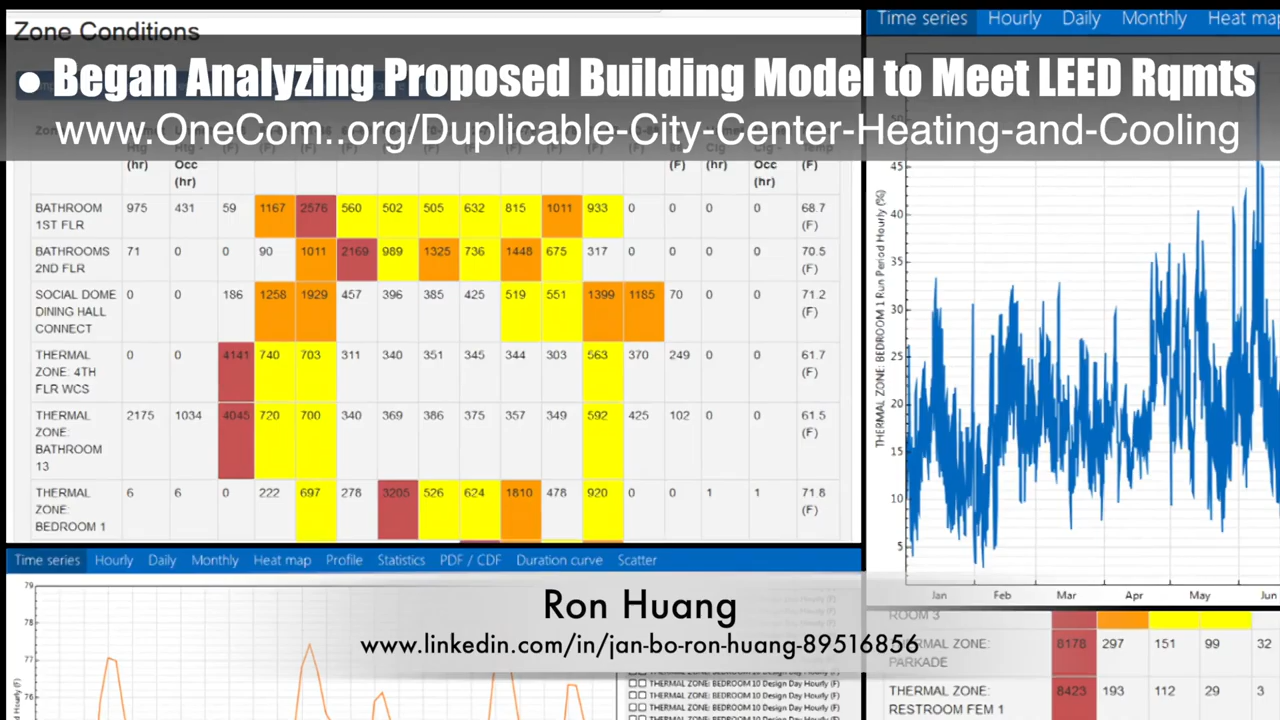 Zone Conditions
• Began Analyzing Proposed Building Model to Meet LEED Rqmts
www.OneCom..org/Duplicable-City-Center-Heating-and-Cooling
(hr) Occ (hr) (F) (F) (F) (F) (F) (F) (F) (F) (F) (F) (F) (hr) Occ (hr) (F)
BATHROOM 1ST FLR 975 431 59 1167 2576 560 502 505 632 815 1011 933 0 0 0 0 68.7 (F)
BATHROOMS 2ND FLR 71 0 0 90 1011 2169 989 1325 736 1448 675 317 0 0 0 0 70.5 (F)
SOCIAL DOME DINING HALL CONNECT 0 0 186 1258 1929 457 396 385 425 519 551 1399 1185 70 0 0 71.2 (F)
THERMAL ZONE: 4TH FLR WCS 0 0 4141 740 703 311 340 351 345 344 303 563 370 249 0 0 61.7 (F)
THERMAL ZONE: BATHROOM 13 2175 1034 4045 720 700 340 369 386 375 357 349 592 425 102 0 0 61.5 (F)
THERMAL ZONE: BEDROOM 1 6 6 0 222 697 278 3205 526 624 1810 478 920 0 0 1 1 71.8 (F)
Time series Hourly Daily Monthly Heat map
THERMAL ZONE: BEDROOM 1 Run Period Hourly (%)
45
40
35
30
25
20
15
10
5
Jan Feb Mar Apr May Jun
Time series Hourly Daily Monthly Heat map Profile Statistics PDF / CDF Duration curve Scatter
79
78
77
76
Hourly (F)
THERMAL ZONE: BEDROOM 10 Design Day Hourly (F)
THERMAL ZONE: BEDROOM 10 Design Day Hourly (F)
THERMAL ZONE: BEDROOM 10 Design Day Hourly (F)
ROOM 3
THERMAL ZONE: PARKADE 8178 297 151 99 32
THERMAL ZONE: RESTROOM FEM 1 8423 193 112 29 3
Ron Huang
www.linkedin.com/in/jan-bo-ron-huang-89516856